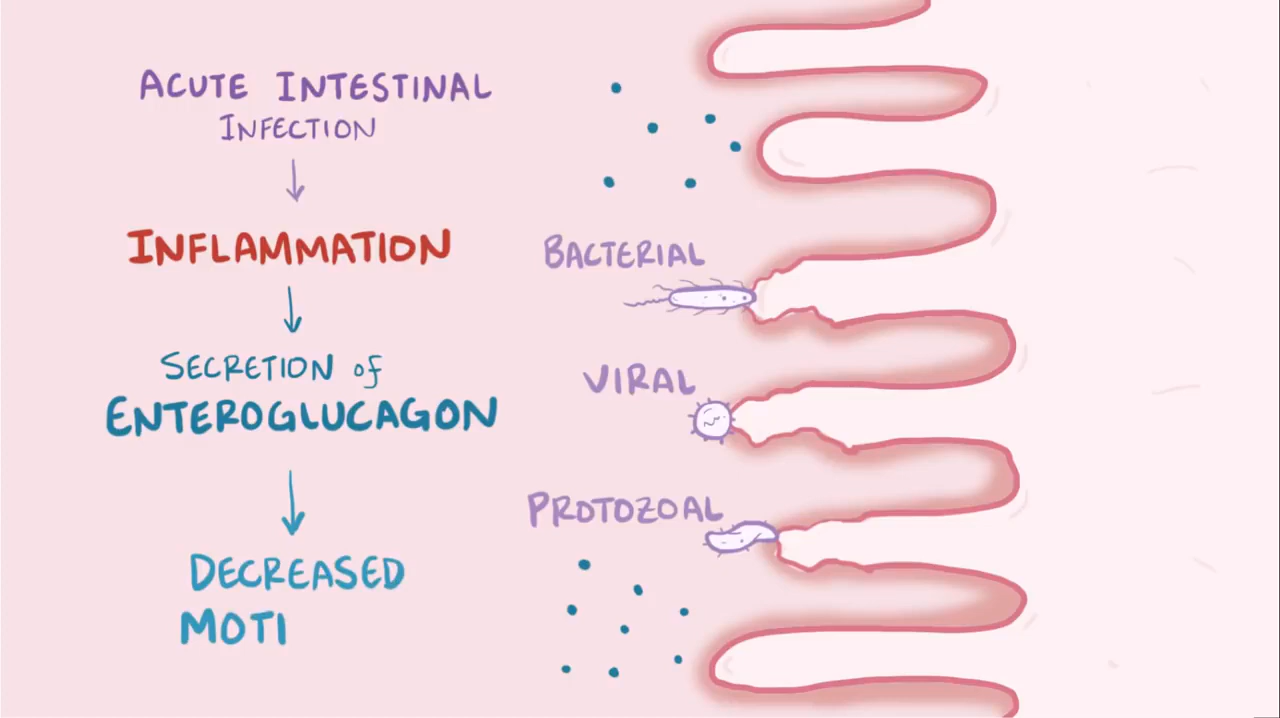 ACUTE INTESTINAL
INFECTION
INFLAMMATION
SECRETION of
ENTEROGLUCAGON
DECREASED
MOTI
BACTERIAL
VIRAL
PROTOZOAL